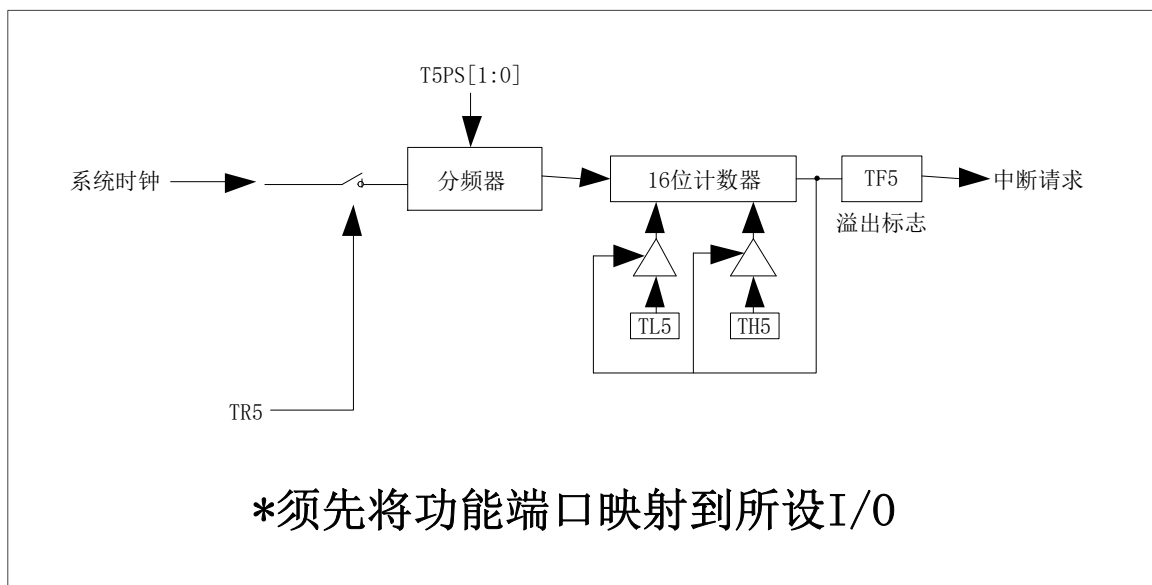 T5PS[1:0]
系统时钟
分频器
16位计数器
TF5
中断请求
溢出标志
TL5
TH5
TR5
*须先将功能端口映射到所设I/O